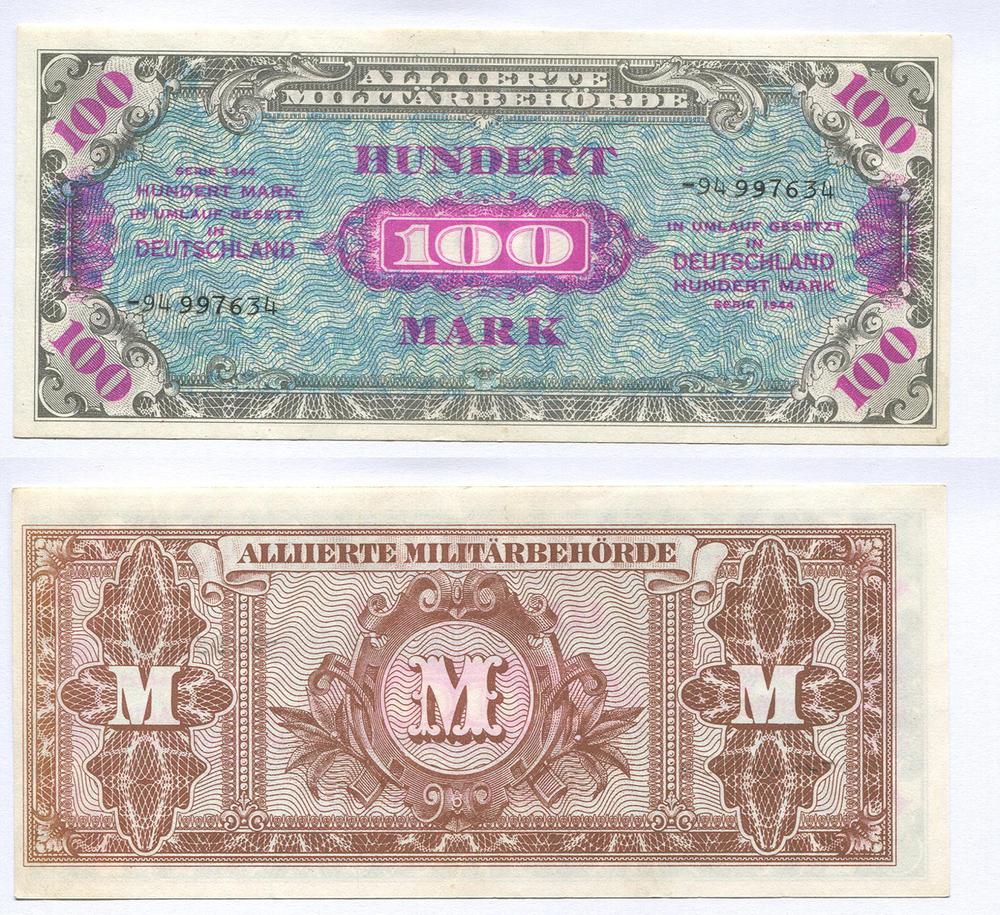 100
ALLIIERTE
MILITÄRBEHÖRDE
100
HUNDERT
SERIE 1944
HUNDERT MARK
IN UMLAUF GESETZT
IN
DEUTSCHLAND
-94997634
100
-94997634
IN UMLAUF GESETZT
IN
DEUTSCHLAND
HUNDERT MARK
SERIE 1944
MARK
100
100
ALLIIERTE MILITÄRBEHÖRDE
M
M
M
6